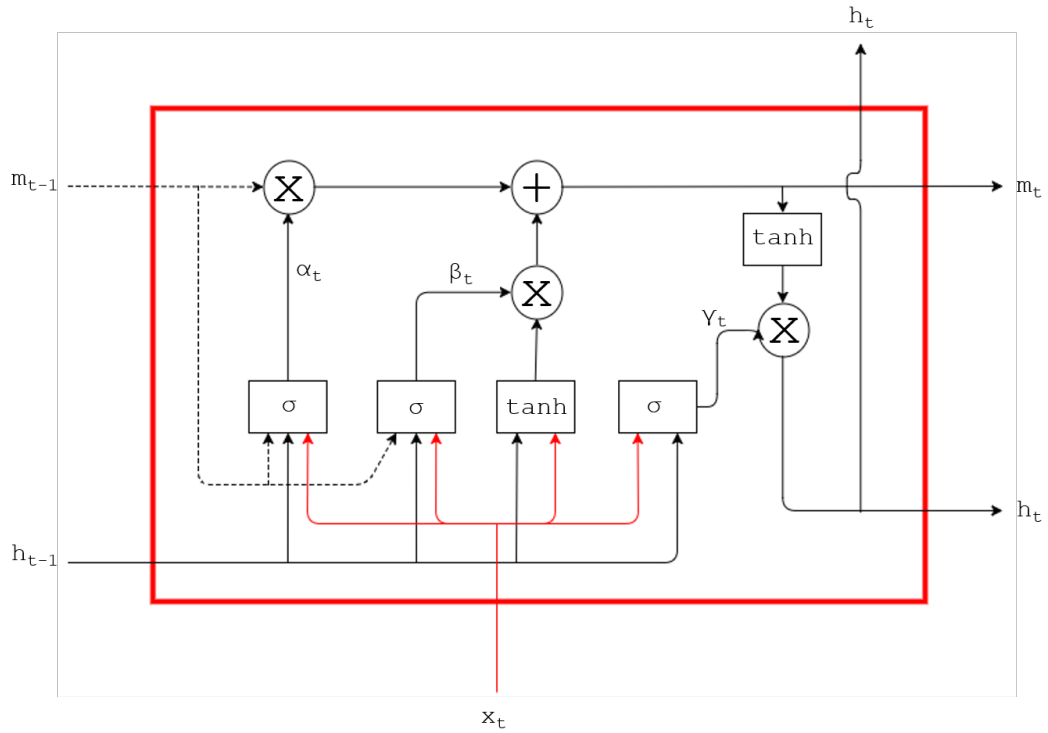 h_t
m_{t-1}
X
+
m_t
tanh
α_t
β_t
X
γ_t
X
σ
σ
tanh
σ
h_t
h_{t-1}
x_t